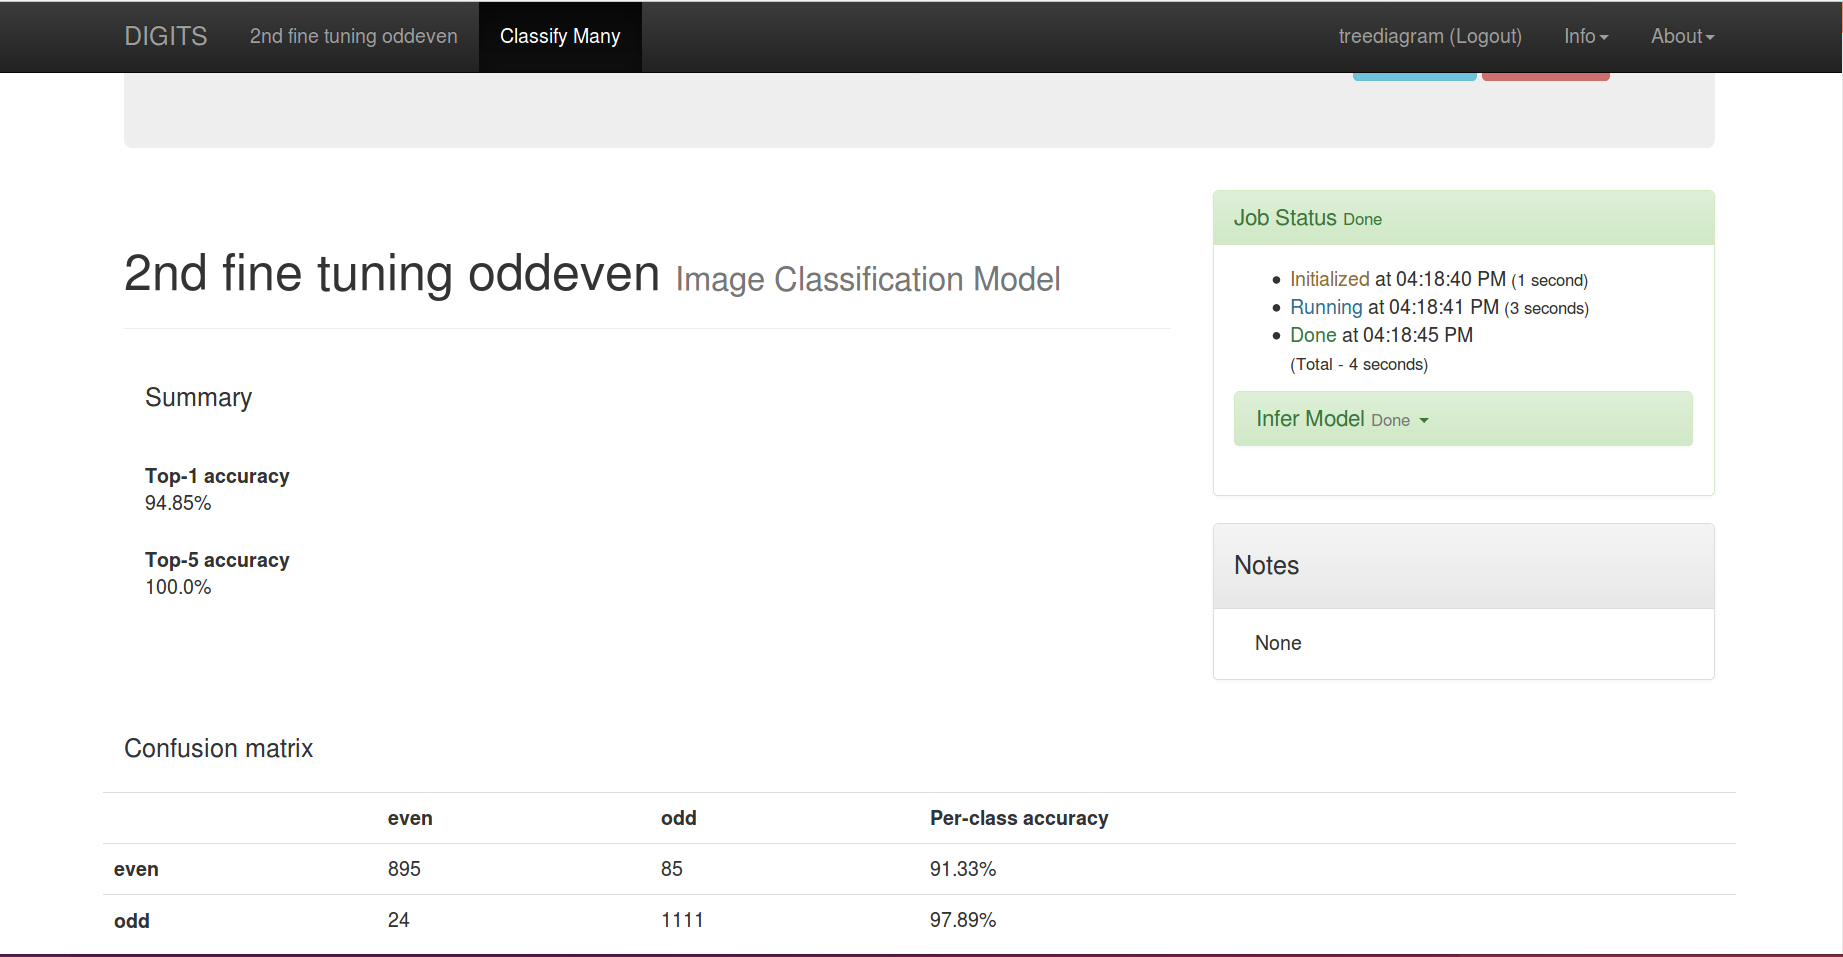 DIGITS 2nd fine tuning oddeven Classify Many treediagram (Logout) Info About
2nd fine tuning oddeven Image Classification Model
Summary
Top-1 accuracy
94.85%
Top-5 accuracy
100.0%
Job Status Done
Initialized at 04:18:40 PM (1 second)
Running at 04:18:41 PM (3 seconds)
Done at 04:18:45 PM
(Total - 4 seconds)
Infer Model Done
Notes
None
Confusion matrix
even odd Per-class accuracy
even 895 85 91.33%
odd 24 1111 97.89%